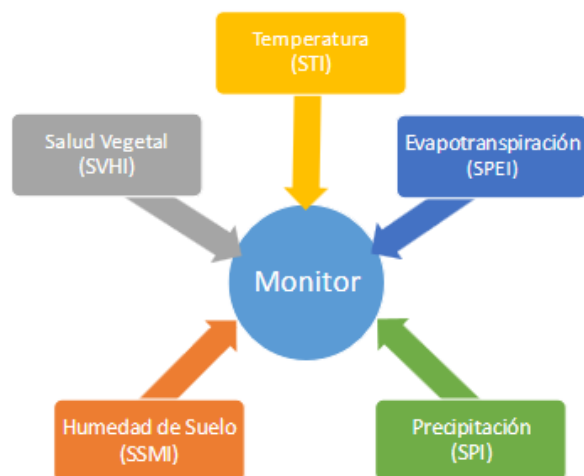 Temperatura
(STI)
Salud Vegetal
(SVHI)
Evapotranspiración
(SPEI)
Monitor
Humedad de Suelo
(SSMI)
Precipitación
(SPI)